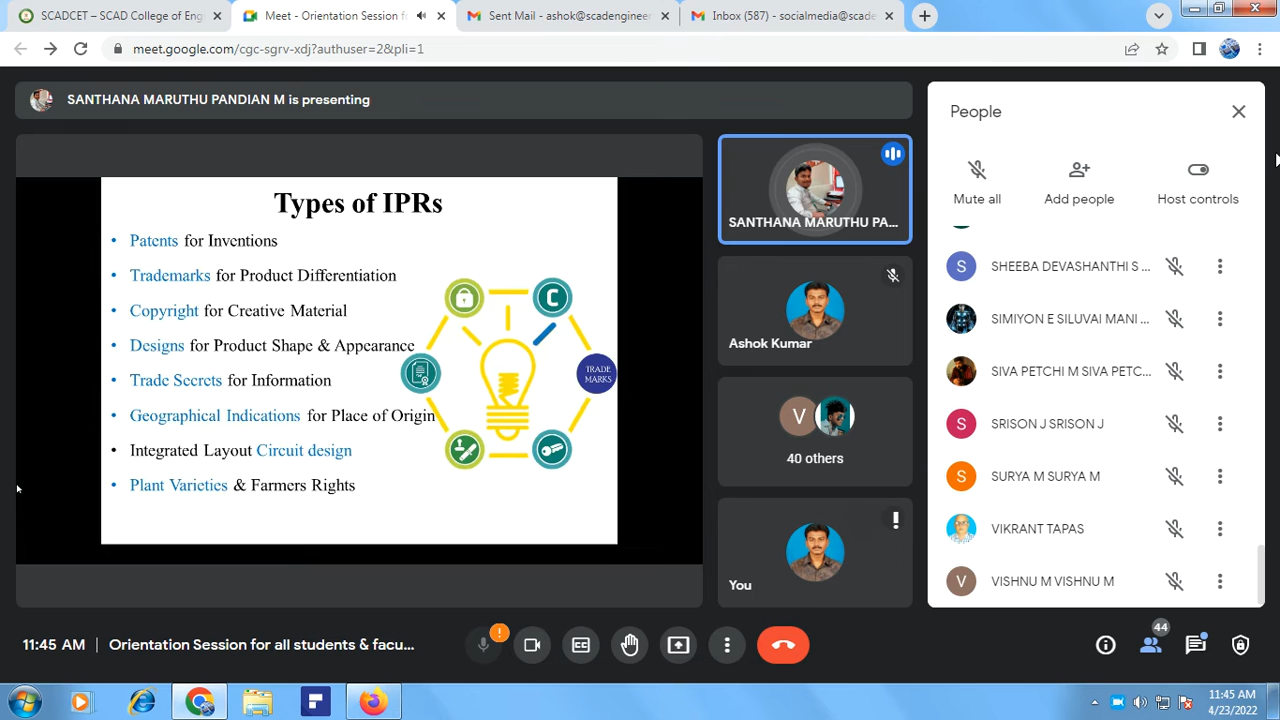 SCADCET – SCAD College of Eng
Meet - Orientation Session f
Sent Mail - ashok@scadenginee
Inbox (587) - socialmedia@scade
meet.google.com/cgc-sgrv-xdj?authuser=2&pli=1
SANTHANA MARUTHU PANDIAN M is presenting
Types of IPRs
• Patents for Inventions
• Trademarks for Product Differentiation
• Copyright for Creative Material
• Designs for Product Shape & Appearance
• Trade Secrets for Information
• Geographical Indications for Place of Origin
• Integrated Layout Circuit design
• Plant Varieties & Farmers Rights
C
TRADE
MARKS
SANTHANA MARUTHU PA...
Ashok Kumar
V
40 others
You
People
Mute all
Add people
Host controls
S
SHEEBA DEVASHANTHI S ...
SIMIYON E SILUVAI MANI ...
SIVA PETCHI M SIVA PETC...
S
SRISON J SRISON J
S
SURYA M SURYA M
VIKRANT TAPAS
V
VISHNU M VISHNU M
11:45 AM | Orientation Session for all students & facu...
CC
44
11:45 AM
4/23/2022